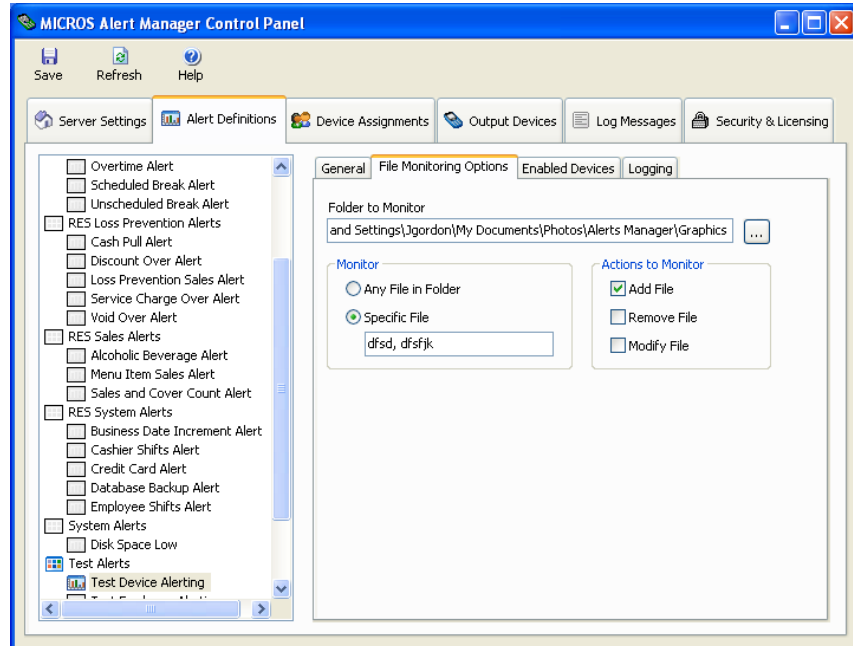 MICROS Alert Manager Control Panel
Save Refresh Help
Server Settings Alert Definitions Device Assignments Output Devices Log Messages Security & Licensing
Overtime Alert
Scheduled Break Alert
Unscheduled Break Alert
RES Loss Prevention Alerts
Cash Pull Alert
Discount Over Alert
Loss Prevention Sales Alert
Service Charge Over Alert
Void Over Alert
RES Sales Alerts
Alcoholic Beverage Alert
Menu Item Sales Alert
Sales and Cover Count Alert
RES System Alerts
Business Date Increment Alert
Cashier Shifts Alert
Credit Card Alert
Database Backup Alert
Employee Shifts Alert
System Alerts
Disk Space Low
Test Alerts
Test Device Alerting
General File Monitoring Options Enabled Devices Logging
Folder to Monitor
and Settings\Jgordon\My Documents\Photos\Alerts Manager\Graphics ...
Monitor
Any File in Folder
Specific File
dfsd, dfsfjk
Actions to Monitor
Add File
Remove File
Modify File